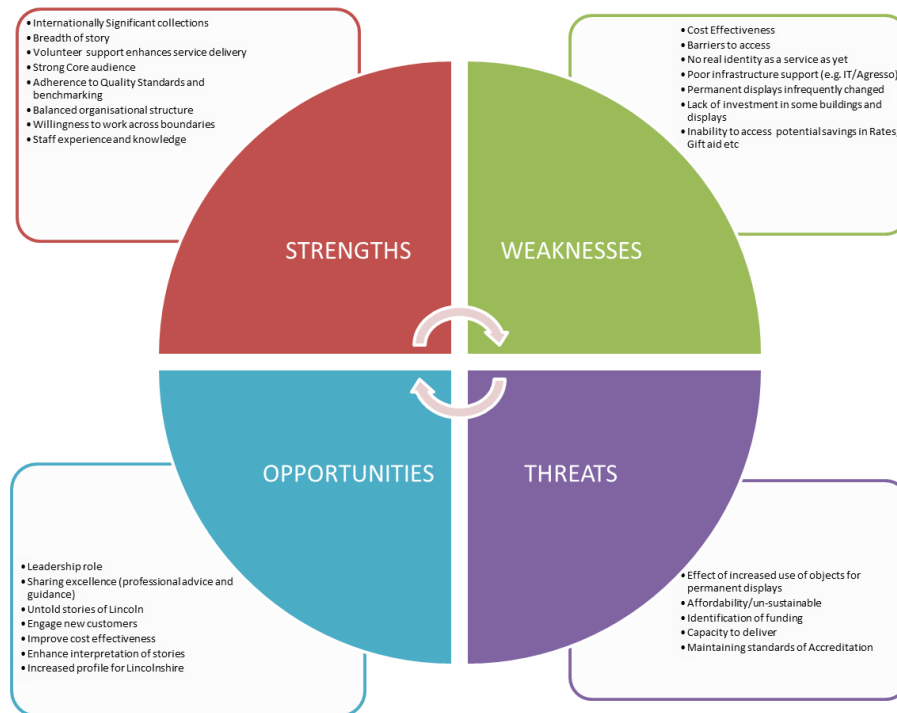 • Internationally Significant collections
• Breadth of story
• Volunteer support enhances service delivery
• Strong Core audience
• Adherence to Quality Standards and
benchmarking
• Balanced organisational structure
• Willingness to work across boundaries
• Staff experience and knowledge
• Cost Effectiveness
• Barriers to access
• No real identity as a service as yet
• Poor infrastructure support (e.g. IT/Agresso)
• Permanent displays infrequently changed
• Lack of investment in some buildings and
displays
• Inability to access potential savings in Rates,
Gift aid etc
STRENGTHS
WEAKNESSES
OPPORTUNITIES
THREATS
• Leadership role
• Sharing excellence (professional advice and
guidance)
• Untold stories of Lincoln
• Engage new customers
• Improve cost effectiveness
• Enhance interpretation of stories
• Increased profile for Lincolnshire
• Effect of increased use of objects for
permanent displays
• Affordability/un-sustainable
• Identification of funding
• Capacity to deliver
• Maintaining standards of Accreditation